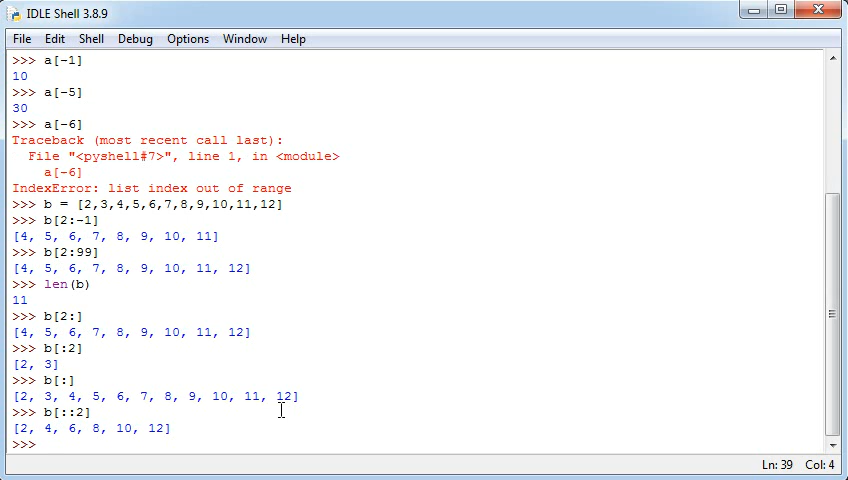 IDLE Shell 3.8.9
File Edit Shell Debug Options Window Help
>>> a[-1]
10
>>> a[-5]
30
>>> a[-6]
Traceback (most recent call last):
  File "<pyshell#7>", line 1, in <module>
    a[-6]
IndexError: list index out of range
>>> b = [2,3,4,5,6,7,8,9,10,11,12]
>>> b[2:-1]
[4, 5, 6, 7, 8, 9, 10, 11]
>>> b[2:99]
[4, 5, 6, 7, 8, 9, 10, 11, 12]
>>> len(b)
11
>>> b[2:]
[4, 5, 6, 7, 8, 9, 10, 11, 12]
>>> b[:2]
[2, 3]
>>> b[:]
[2, 3, 4, 5, 6, 7, 8, 9, 10, 11, 12]
>>> b[::2]
[2, 4, 6, 8, 10, 12]
>>>
Ln: 39 Col: 4